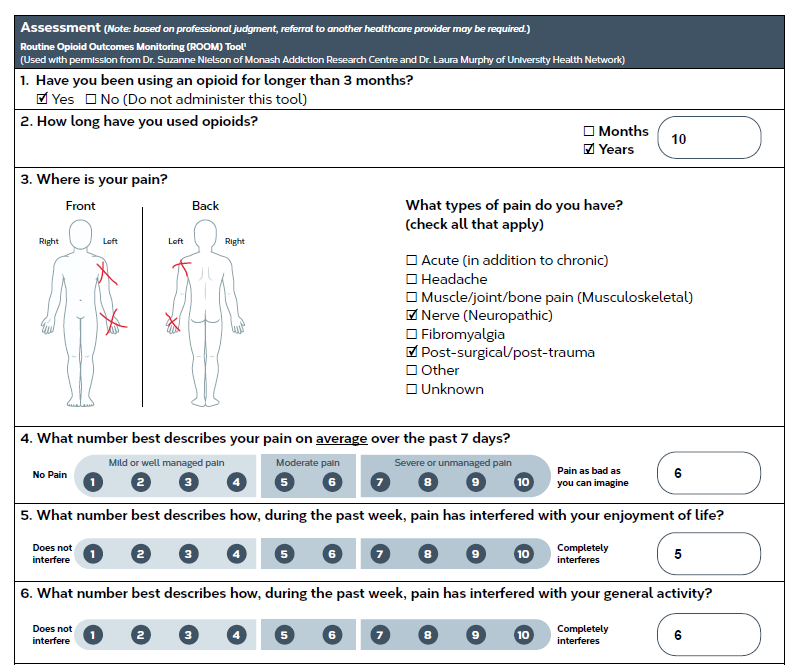 Assessment (Note: based on professional judgment, referral to another healthcare provider may be required.)
Routine Opioid Outcomes Monitoring (ROOM) Tool¹
(Used with permission from Dr. Suzanne Nielson of Monash Addiction Research Centre and Dr. Laura Murphy of University Health Network)
1. Have you been using an opioid for longer than 3 months?
☑ Yes ☐ No (Do not administer this tool)
2. How long have you used opioids?
☐ Months
☑ Years
10
3. Where is your pain?
Front
Back
Right
Left
Left
Right
What types of pain do you have?
(check all that apply)
☐ Acute (in addition to chronic)
☐ Headache
☐ Muscle/joint/bone pain (Musculoskeletal)
☑ Nerve (Neuropathic)
☐ Fibromyalgia
☑ Post-surgical/post-trauma
☐ Other
☐ Unknown
4. What number best describes your pain on average over the past 7 days?
Mild or well managed pain
Moderate pain
Severe or unmanaged pain
No Pain
1 2 3 4 5 6 7 8 9 10
Pain as bad as
you can imagine
6
5. What number best describes how, during the past week, pain has interfered with your enjoyment of life?
Does not
interfere
1 2 3 4 5 6 7 8 9 10
Completely
interferes
5
6. What number best describes how, during the past week, pain has interfered with your general activity?
Does not
interfere
1 2 3 4 5 6 7 8 9 10
Completely
interferes
6